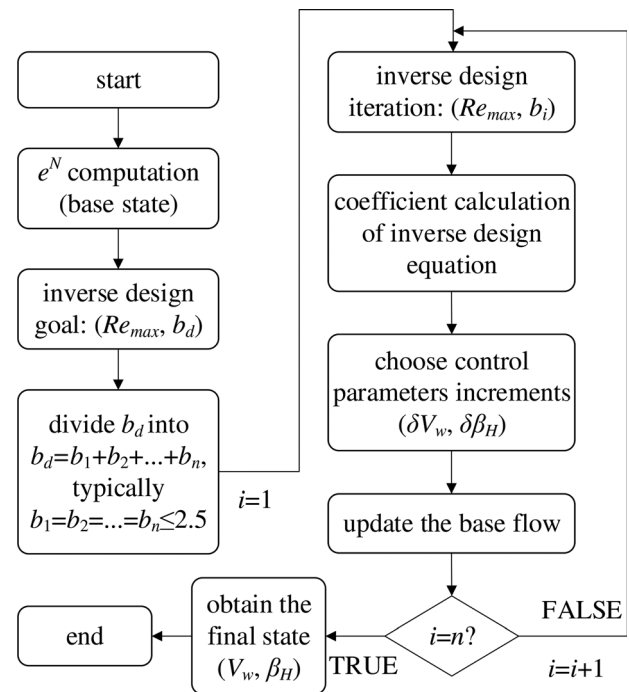 start
e^N computation
(base state)
inverse design
goal: (Re_max, b_d)
divide b_d into
b_d=b_1+b_2+...+b_n,
typically
b_1=b_2=...=b_n≤2.5
i=1
inverse design
iteration: (Re_max, b_i)
coefficient calculation
of inverse design
equation
choose control
parameters increments
(δV_w, δβ_H)
update the base flow
i=n?
FALSE
i=i+1
TRUE
obtain the
final state
(V_w, β_H)
end